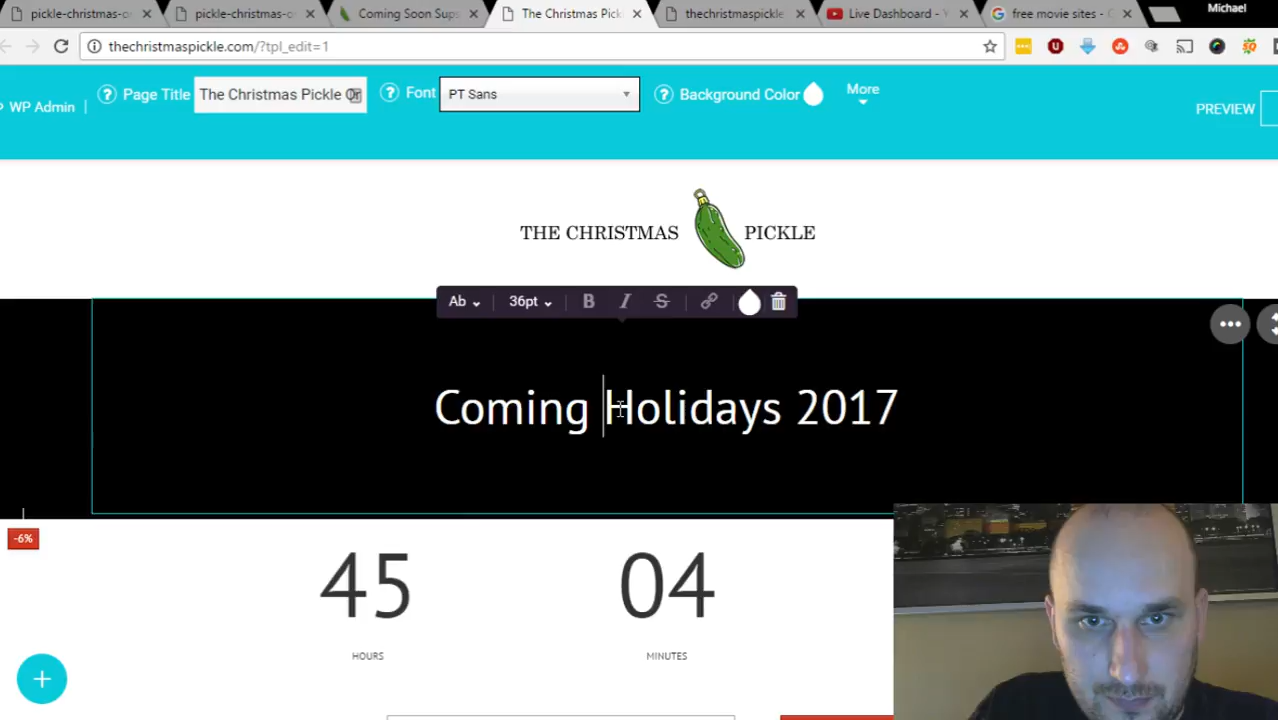 Michael
pickle-christmas-o
pickle-christmas-o
Coming Soon Sup
The Christmas Pick
thechristmaspickle
Live Dashboard - Y
free movie sites - G
thechristmaspickle.com/?tpl_edit=1
WP Admin
Page Title
The Christmas Pickle Or
Font
PT Sans
Background Color
More
PREVIEW
THE CHRISTMAS PICKLE
Ab
36pt
B I S
Coming Holidays 2017
-6%
45
04
HOURS
MINUTES
+